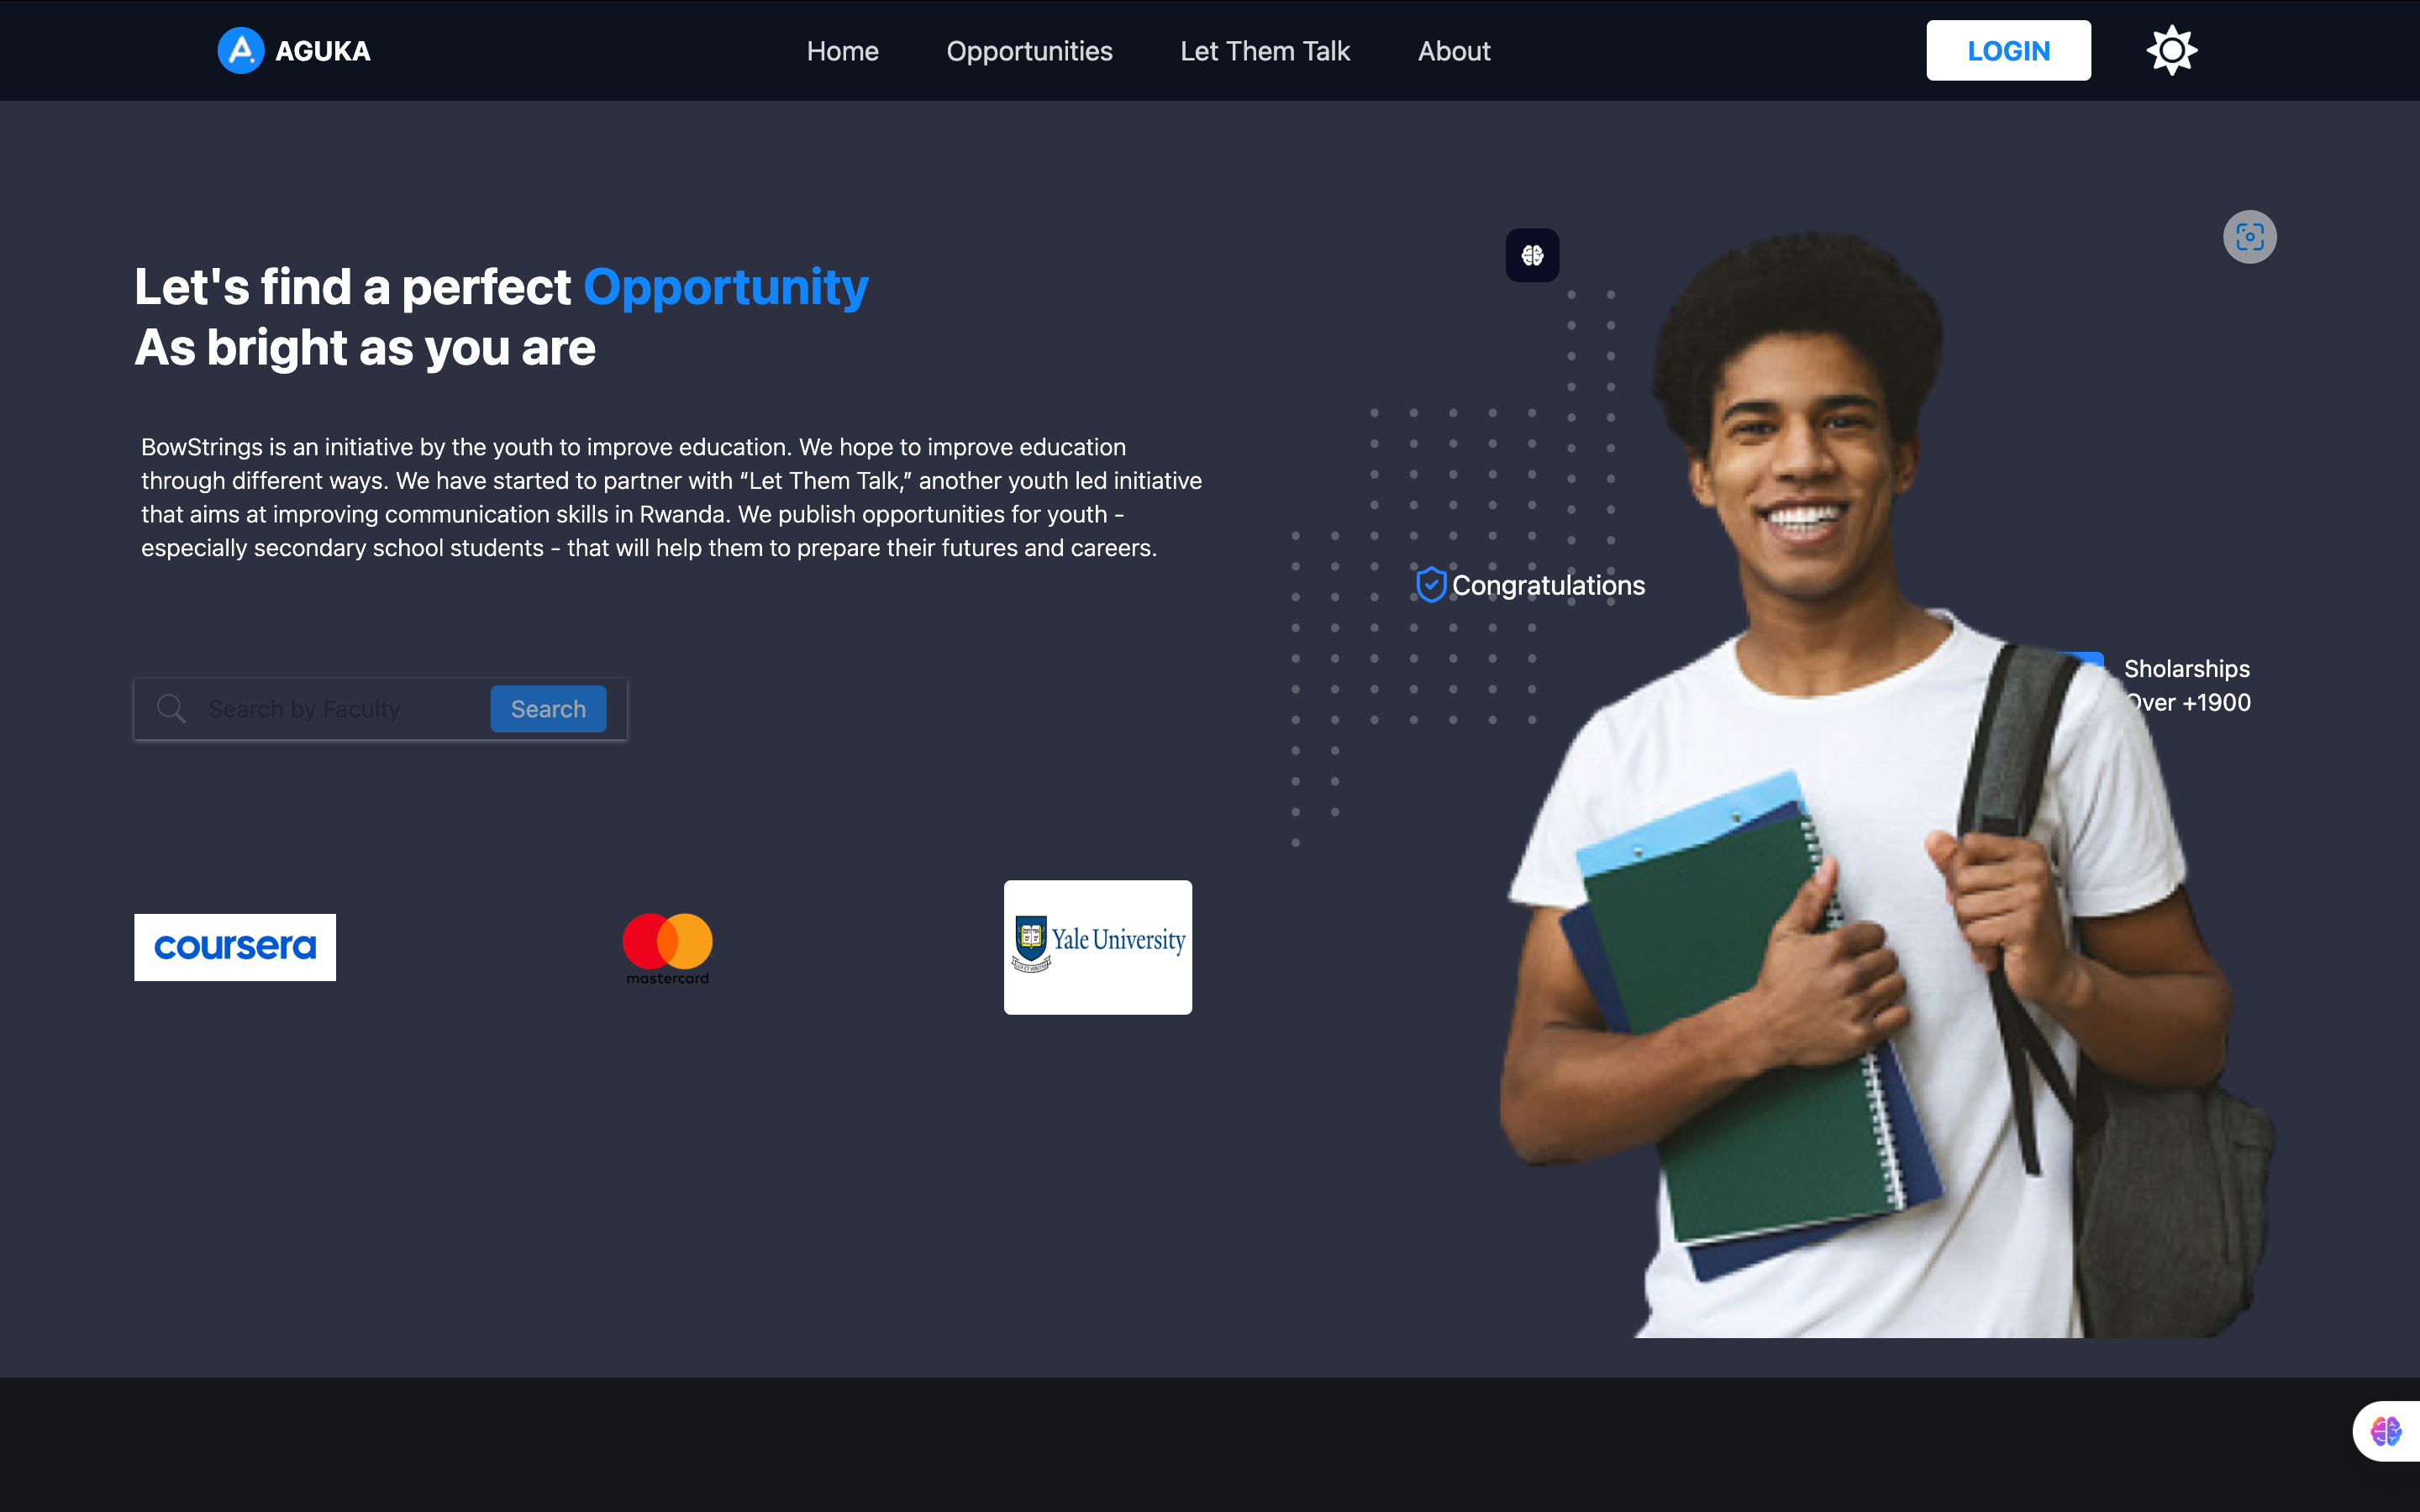 AGUKA
Home
Opportunities
Let Them Talk
About
LOGIN
Let's find a perfect Opportunity
As bright as you are
BowStrings is an initiative by the youth to improve education. We hope to improve education
through different ways. We have started to partner with “Let Them Talk,” another youth led initiative
that aims at improving communication skills in Rwanda. We publish opportunities for youth -
especially secondary school students - that will help them to prepare their futures and careers.
Search by Faculty
Search
coursera
mastercard
Yale University
Congratulations
Sholarships
Over +1900